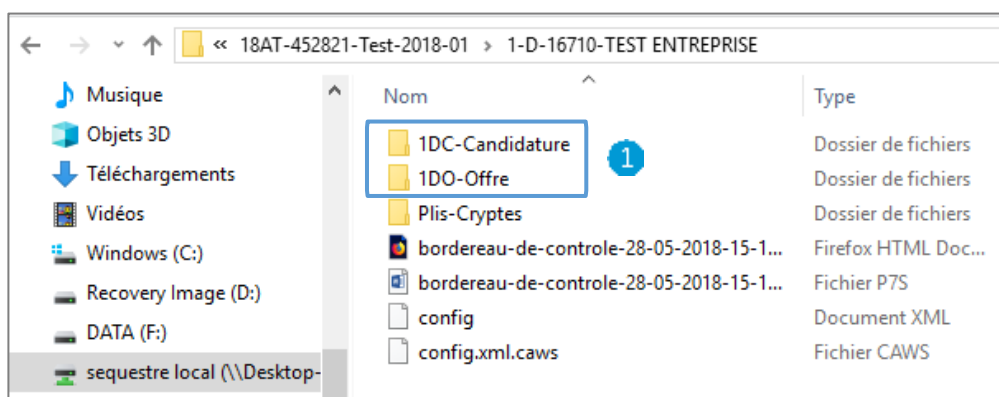 « 18AT-452821-Test-2018-01 › 1-D-16710-TEST ENTREPRISE
Musique
Objets 3D
Téléchargements
Vidéos
Windows (C:)
Recovery Image (D:)
DATA (F:)
sequestre local (\\Desktop-
Nom Type
1DC-Candidature Dossier de fichiers
1
1DO-Offre Dossier de fichiers
Plis-Cryptes Dossier de fichiers
bordereau-de-controle-28-05-2018-15-1... Firefox HTML Doc...
bordereau-de-controle-28-05-2018-15-1... Fichier P7S
config Document XML
config.xml.caws Fichier CAWS